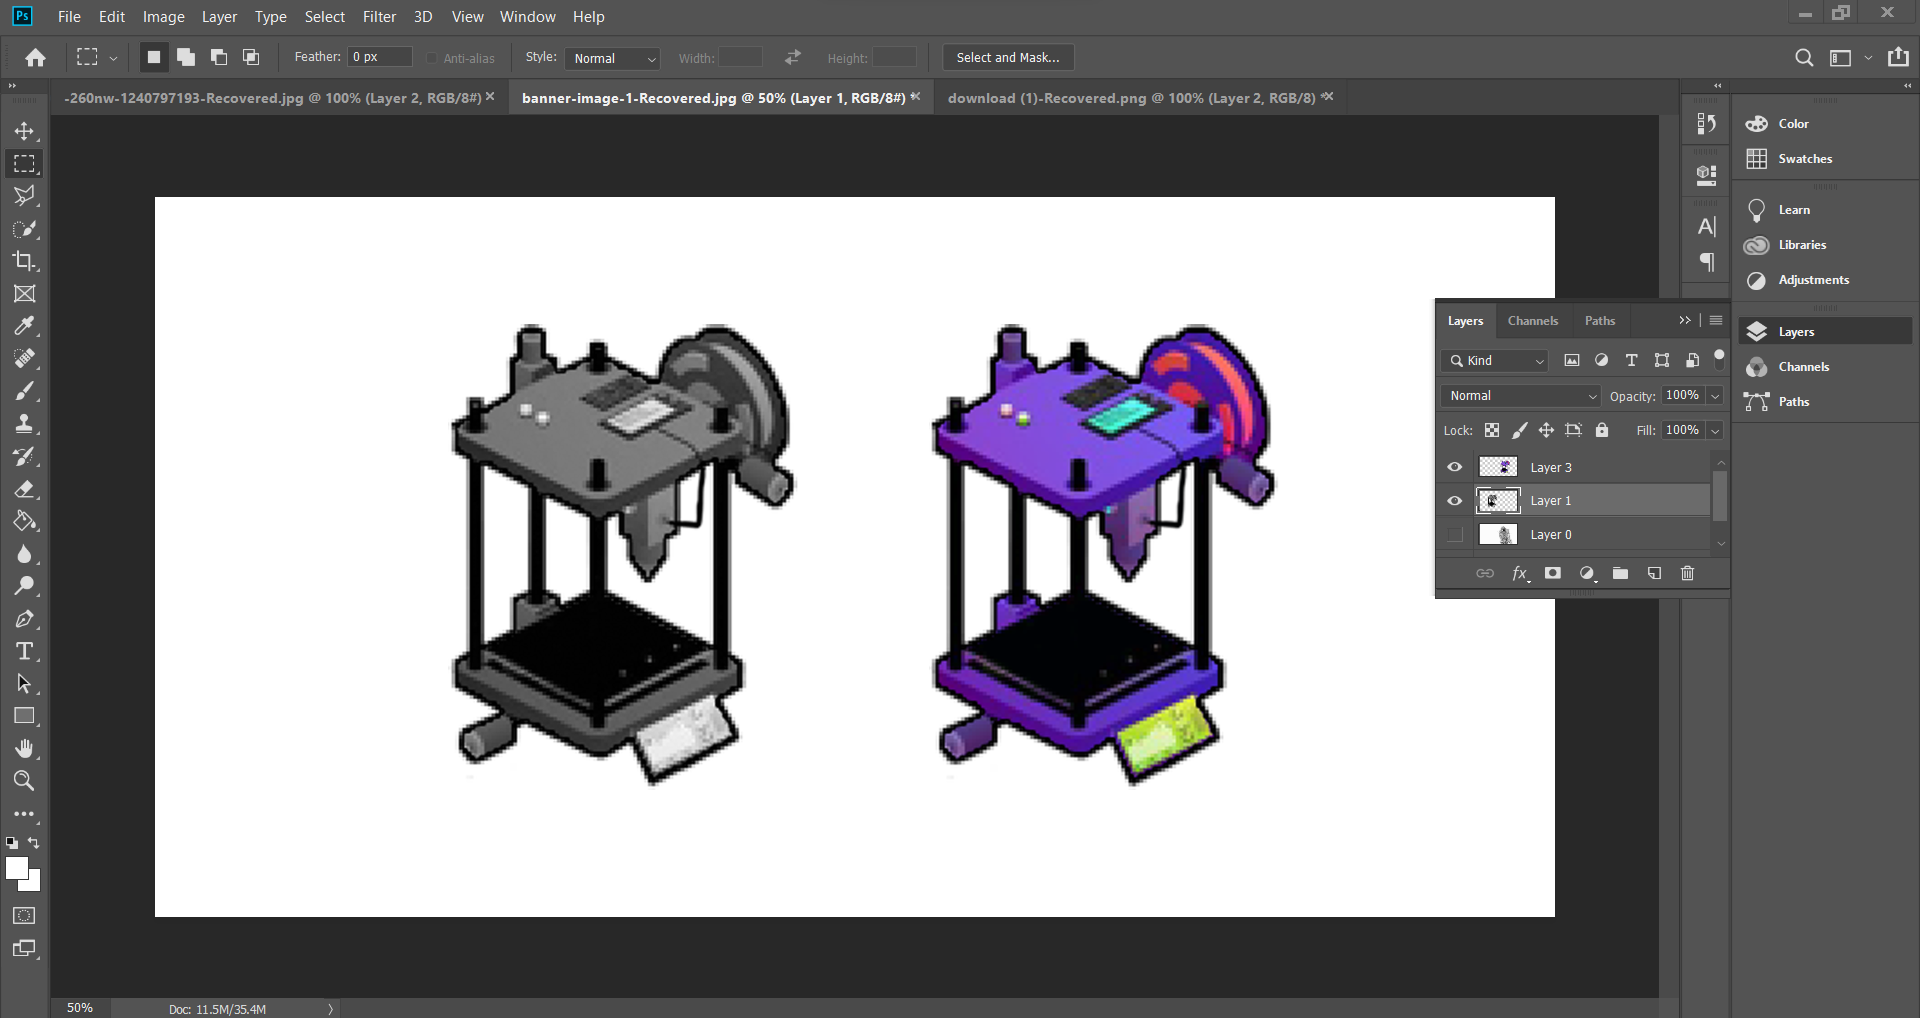 Ps File Edit Image Layer Type Select Filter 3D View Window Help
Feather: 0 px Anti-alias Style: Normal Width: Height: Select and Mask...
-260nw-1240797193-Recovered.jpg @ 100% (Layer 2, RGB/8#) banner-image-1-Recovered.jpg @ 50% (Layer 1, RGB/8#) * download (1)-Recovered.png @ 100% (Layer 2, RGB/8) *
Color
Swatches
Learn
Libraries
Adjustments
Layers
Channels
Paths
Layers Channels Paths
Kind
Normal Opacity: 100%
Lock: Fill: 100%
Layer 3
Layer 1
Layer 0
fx
50% Doc: 11.5M/35.4M